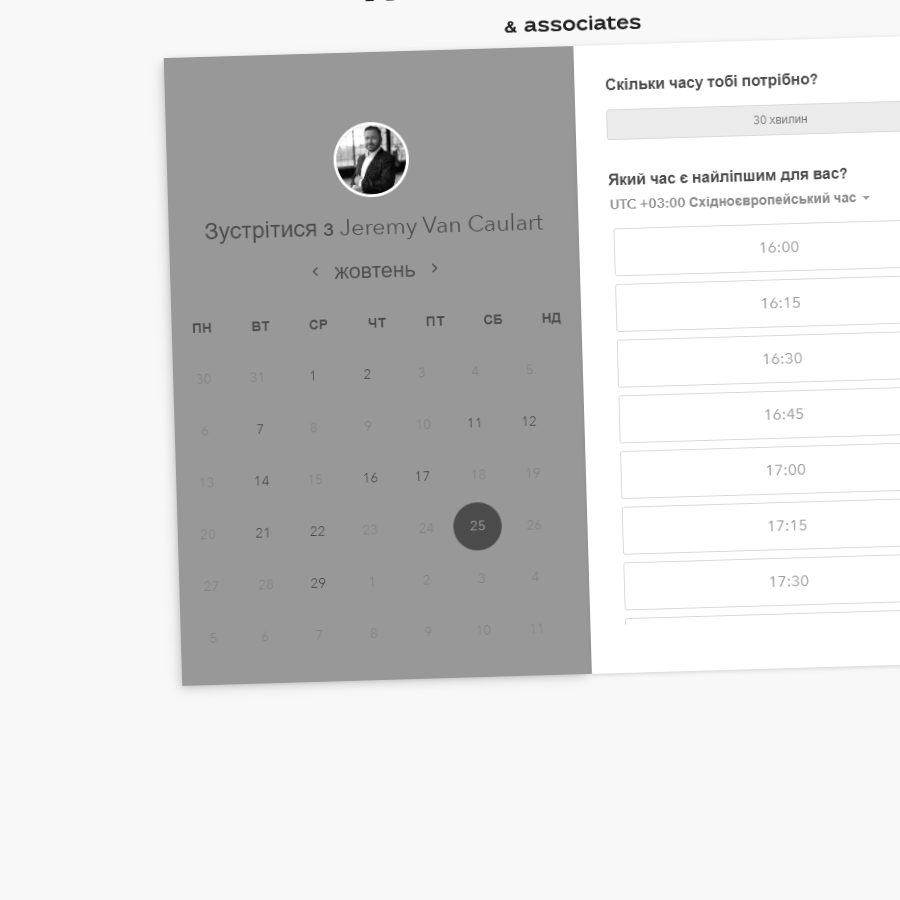 & associates
Зустрітися з Jeremy Van Caulart
‹ жовтень ›
ПН ВТ СР ЧТ ПТ СБ НД
30 31 1 2 3 4 5
6 7 8 9 10 11 12
13 14 15 16 17 18 19
20 21 22 23 24 25 26
27 28 29 1 2 3 4
5 6 7 8 9 10 11
Скільки часу тобі потрібно?
30 хвилин
Який час є найліпшим для вас?
UTC +03:00 Східноєвропейський час
16:00
16:15
16:30
16:45
17:00
17:15
17:30